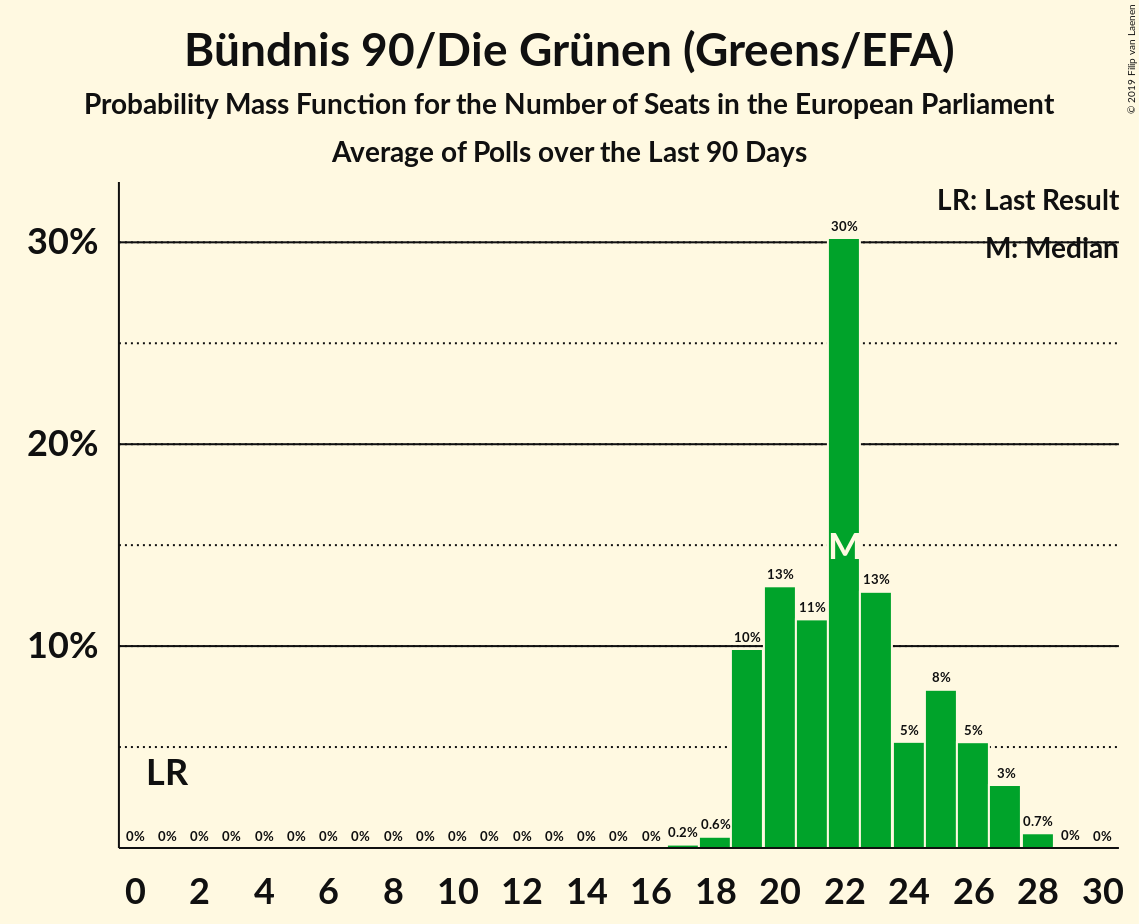 Bündnis 90/Die Grünen (Greens/EFA)
Probability Mass Function for the Number of Seats in the European Parliament
Average of Polls over the Last 90 Days
© 2019 Filip van Laenen
LR: Last Result
M: Median
30%
20%
10%
LR
M
0% 0% 0% 0% 0% 0% 0% 0% 0% 0% 0% 0% 0% 0% 0% 0% 0% 0.2% 0.6% 10% 13% 11% 30% 13% 5% 8% 5% 3% 0.7% 0% 0%
0 2 4 6 8 10 12 14 16 18 20 22 24 26 28 30